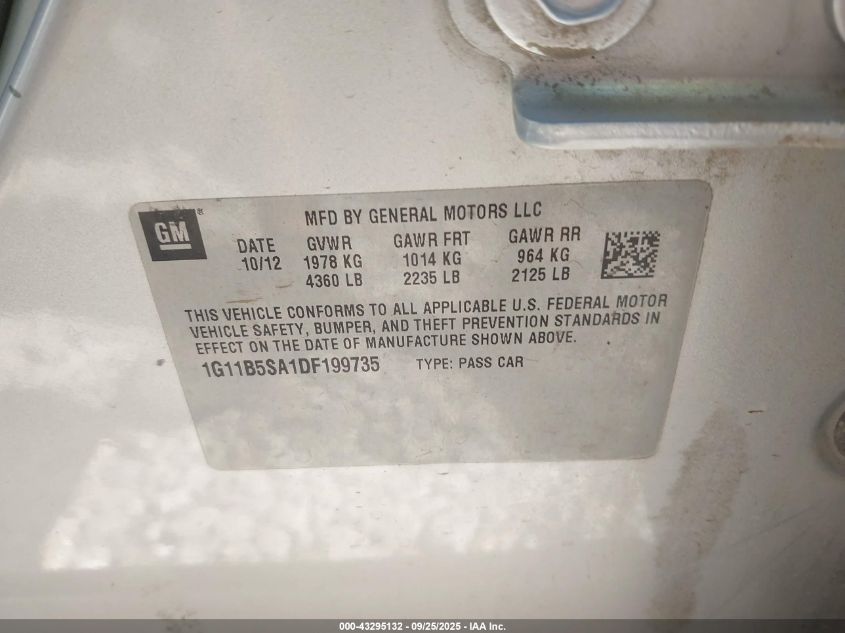 GM ®
MFD BY GENERAL MOTORS LLC
DATE GVWR GAWR FRT GAWR RR
10/12 1978 KG 1014 KG 964 KG
4360 LB 2235 LB 2125 LB
THIS VEHICLE CONFORMS TO ALL APPLICABLE U.S. FEDERAL MOTOR
VEHICLE SAFETY, BUMPER, AND THEFT PREVENTION STANDARDS IN
EFFECT ON THE DATE OF MANUFACTURE SHOWN ABOVE.
1G11B5SA1DF199735 TYPE: PASS CAR
000-43295132 - 09/25/2025 - IAA Inc.